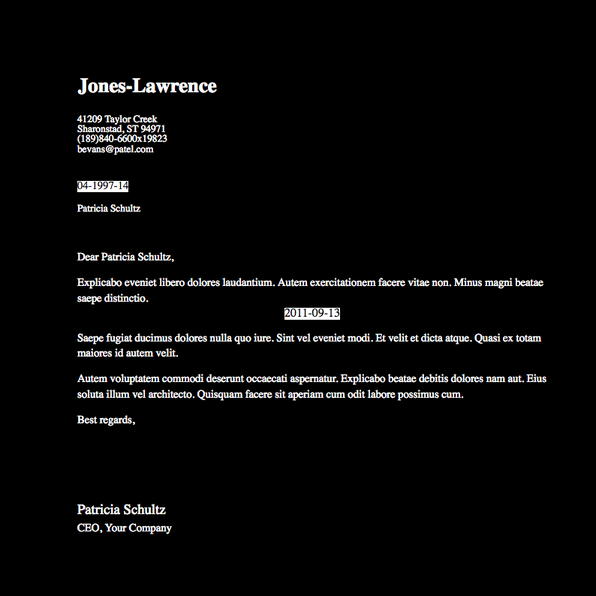 Jones-Lawrence
41209 Taylor Creek
Sharonstad, ST 94971
(189)840-6600x19823
bevans@patel.com
04-1997-14
Patricia Schultz
Dear Patricia Schultz,
Explicabo eveniet libero dolores laudantium. Autem exercitationem facere vitae non. Minus magni beatae
saepe distinctio.
2011-09-13
Saepe fugiat ducimus dolores nulla quo iure. Sint vel eveniet modi. Et velit et dicta atque. Quasi ex totam
maiores id autem velit.
Autem voluptatem commodi deserunt occaecati aspernatur. Explicabo beatae debitis dolores nam aut. Eius
soluta illum vel architecto. Quisquam facere sit aperiam cum odit labore possimus cum.
Best regards,
Patricia Schultz
CEO, Your Company